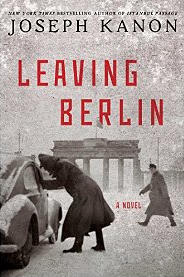 NEW YORK TIMES BESTSELLING AUTHOR OF ISTANBUL PASSAGE
JOSEPH KANON
LEAVING
BERLIN
A NOVEL